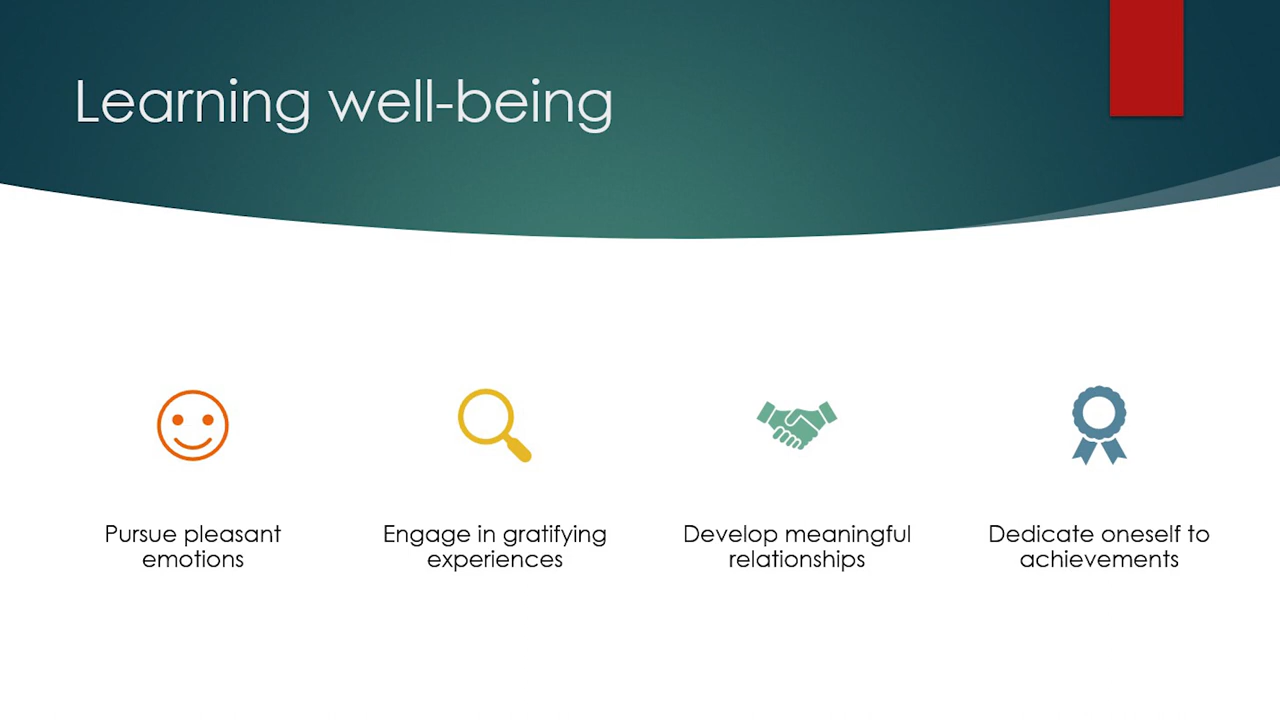 Learning well-being
Pursue pleasant
emotions
Engage in gratifying
experiences
Develop meaningful
relationships
Dedicate oneself to
achievements